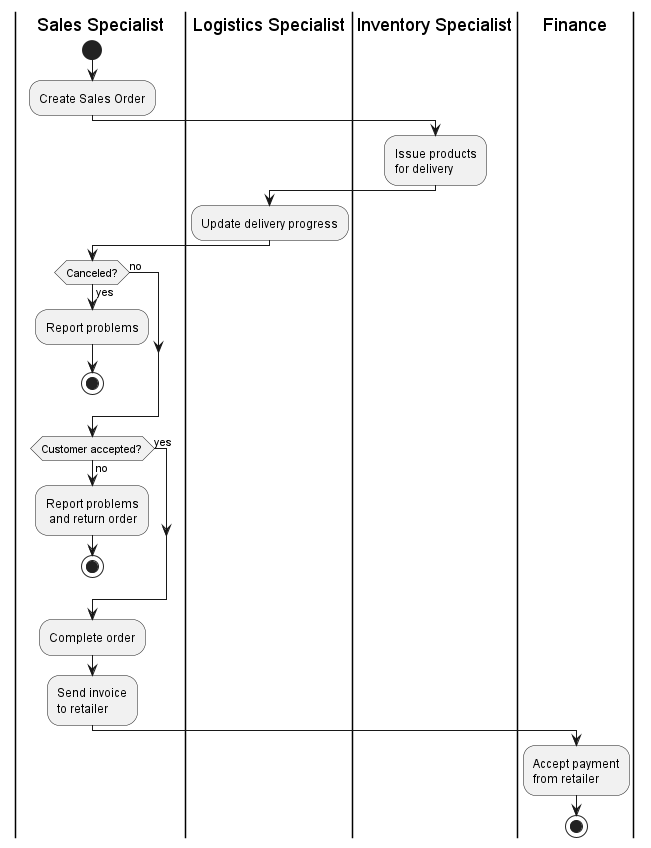 Sales Specialist
Logistics Specialist
Inventory Specialist
Finance
Create Sales Order
Issue products
for delivery
Update delivery progress
Canceled?
no
yes
Report problems
Customer accepted?
yes
no
Report problems
and return order
Complete order
Send invoice
to retailer
Accept payment
from retailer